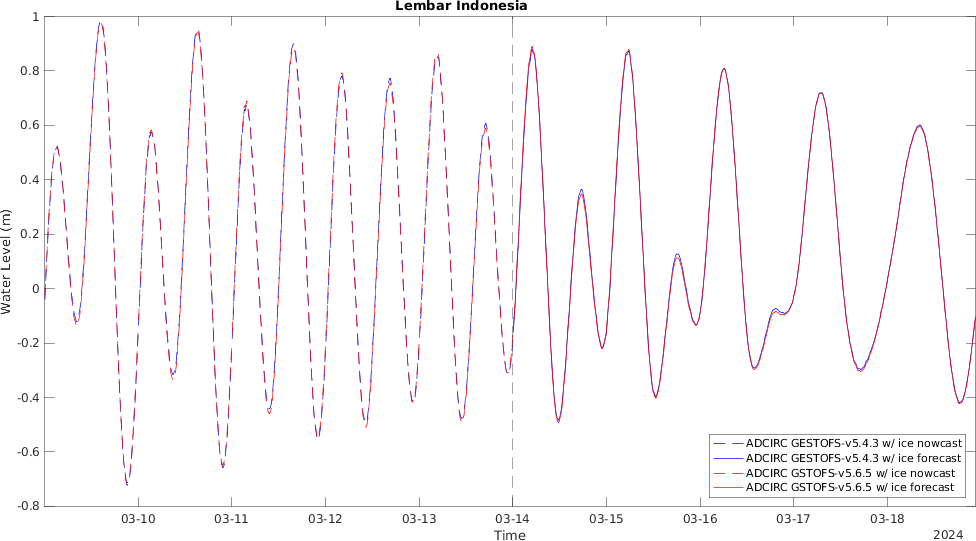 Lembar Indonesia
1
0.8
0.6
0.4
0.2
0
-0.2
-0.4
-0.6
-0.8
Water Level (m)
ADCIRC GESTOFS-v5.4.3 w/ ice nowcast
ADCIRC GESTOFS-v5.4.3 w/ ice forecast
ADCIRC GSTOFS-v5.6.5 w/ ice nowcast
ADCIRC GSTOFS-v5.6.5 w/ ice forecast
03-10 03-11 03-12 03-13 03-14 03-15 03-16 03-17 03-18
Time
2024